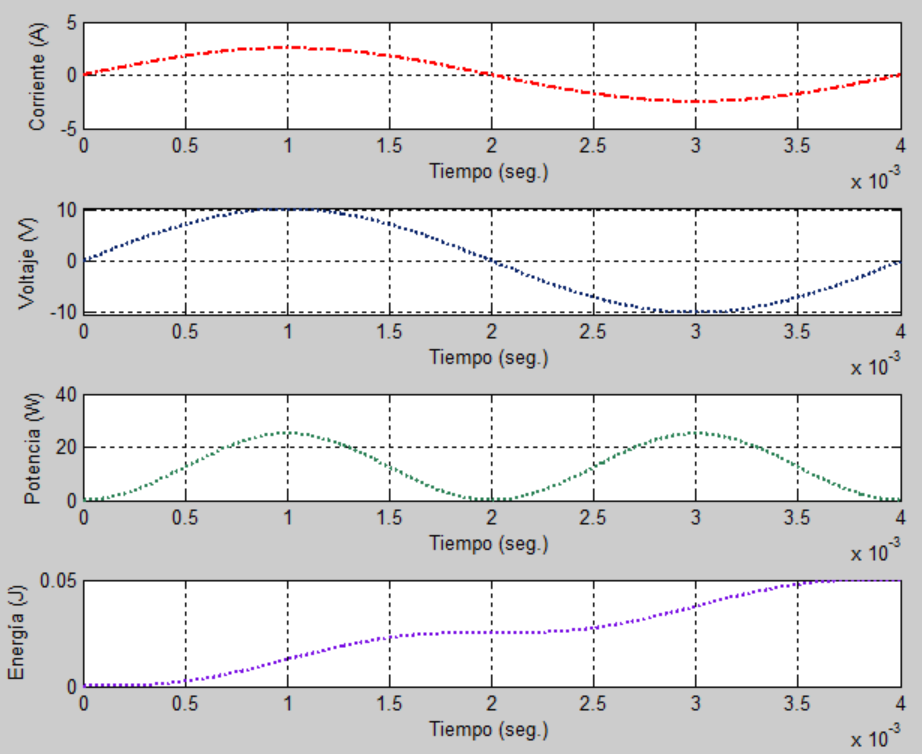 Corriente (A)
5
0
-5
0 0.5 1 1.5 2 2.5 3 3.5 4
Tiempo (seg.)
x 10^-3
Voltaje (V)
10
0
-10
0 0.5 1 1.5 2 2.5 3 3.5 4
Tiempo (seg.)
x 10^-3
Potencia (W)
40
20
0
0 0.5 1 1.5 2 2.5 3 3.5 4
Tiempo (seg.)
x 10^-3
Energía (J)
0.05
0
0 0.5 1 1.5 2 2.5 3 3.5 4
Tiempo (seg.)
x 10^-3